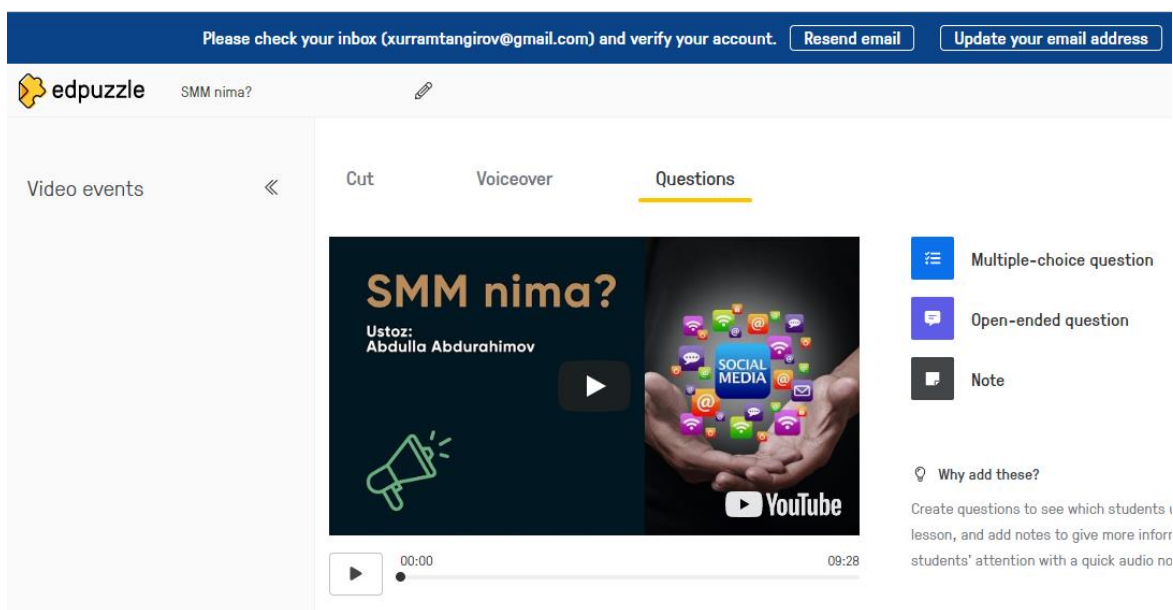 Please check your inbox (xurramtangirov@gmail.com) and verify your account. Resend email Update your email address
edpuzzle SMM nima?
Video events
Cut Voiceover Questions
SMM nima?
Ustoz:
Abdulla Abdurahimov
SOCIAL
MEDIA
YouTube
00:00 09:28
Multiple-choice question
Open-ended question
Note
Why add these?
Create questions to see which students
lesson, and add notes to give more
students' attention with a quick audio